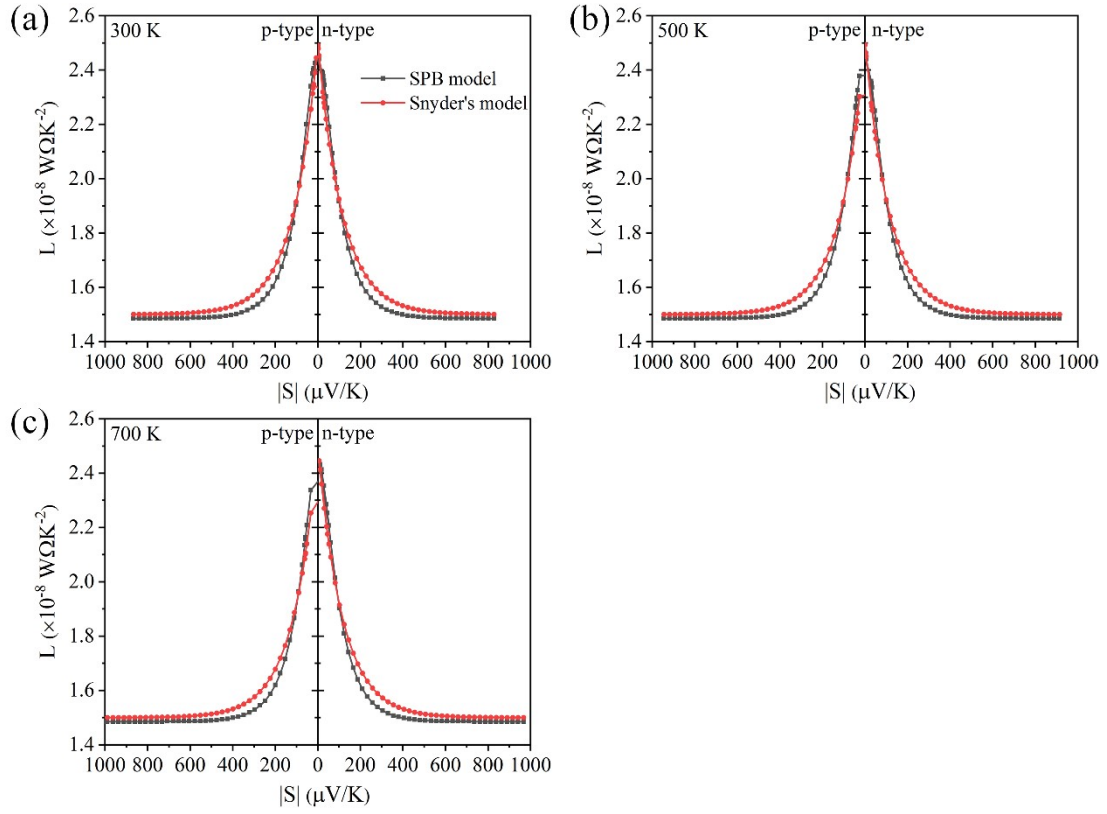 (a)
300 K
p-type
n-type
SPB model
Snyder's model
L (×10⁻⁸ WΩK⁻²)
2.6
2.4
2.2
2.0
1.8
1.6
1.4
1000 800 600 400 200 0 200 400 600 800 1000
|S| (μV/K)
(b)
500 K
p-type
n-type
L (×10⁻⁸ WΩK⁻²)
2.6
2.4
2.2
2.0
1.8
1.6
1.4
1000 800 600 400 200 0 200 400 600 800 1000
|S| (μV/K)
(c)
700 K
p-type
n-type
L (×10⁻⁸ WΩK⁻²)
2.6
2.4
2.2
2.0
1.8
1.6
1.4
1000 800 600 400 200 0 200 400 600 800 1000
|S| (μV/K)